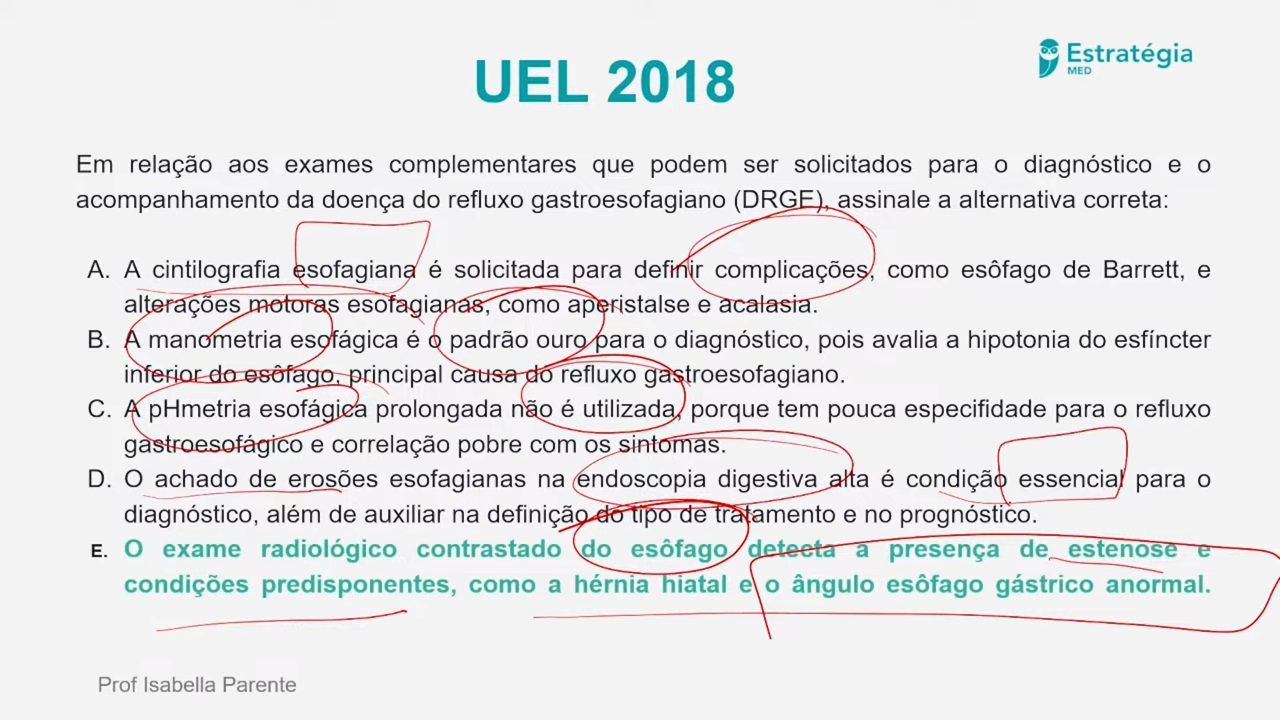 Estratégia
MED
UEL 2018
Em relação aos exames complementares que podem ser solicitados para o diagnóstico e o
acompanhamento da doença do refluxo gastroesofagiano (DRGE), assinale a alternativa correta:
A. A cintilografia esofagiana é solicitada para definir complicações, como esôfago de Barrett, e
alterações motoras esofagianas, como aperistalse e acalasia.
B. A manometria esofágica é o padrão ouro para o diagnóstico, pois avalia a hipotonia do esfíncter
inferior do esôfago, principal causa do refluxo gastroesofagiano.
C. A pHmetria esofágica prolongada não é utilizada, porque tem pouca especifidade para o refluxo
gastroesofágico e correlação pobre com os sintomas.
D. O achado de erosões esofagianas na endoscopia digestiva alta é condição essencial para o
diagnóstico, além de auxiliar na definição do tipo de tratamento e no prognóstico.
E. O exame radiológico contrastado do esôfago detecta a presença de estenose e
condições predisponentes, como a hérnia hiatal e o ângulo esôfago gástrico anormal.
Prof Isabella Parente